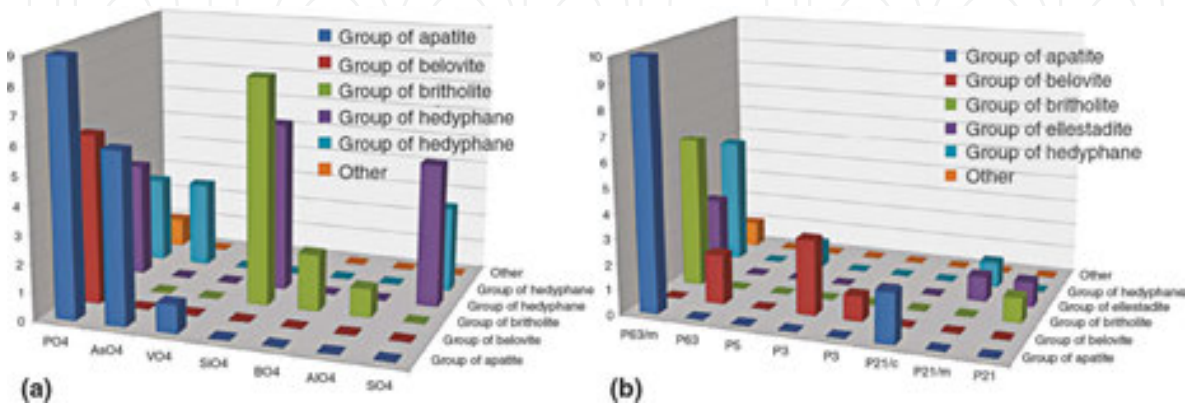 9
8
7
6
5
4
3
2
1
0
Group of apatite
Group of belovite
Group of britholite
Group of hedyphane
Group of hedyphane
Other
PO4
AsO4
VO4
SiO4
BO4
AlO4
SO4
Other
Group of hedyphane
Group of hedyphane
Group of britholite
Group of belovite
Group of apatite
(a)
10
9
8
7
6
5
4
3
2
1
0
Group of apatite
Group of belovite
Group of britholite
Group of ellestadite
Group of hedyphane
Other
P63/m
P63
P5
P3
P3
P21/c
P21/m
P21
Other
Group of hedyphane
Group of ellestadite
Group of britholite
Group of belovite
Group of apatite
(b)